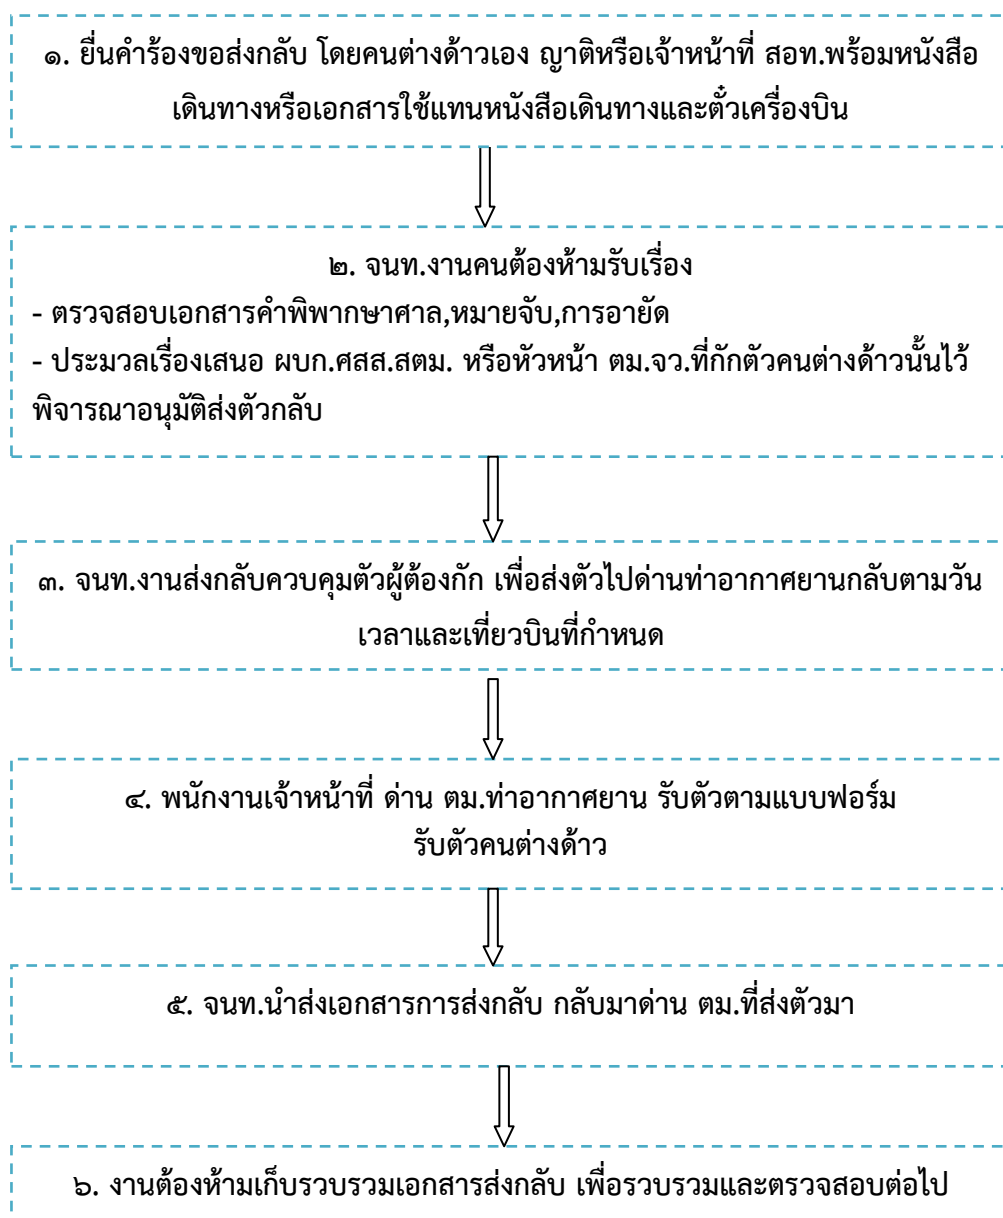 ๑. ยื่นคำร้องขอส่งกลับ โดยคนต่างด้าวเอง ญาติหรือเจ้าหน้าที่ สอท.พร้อมหนังสือ
เดินทางหรือเอกสารใช้แทนหนังสือเดินทางและตั๋วเครื่องบิน
๒. จนท.งานคนต้องห้ามรับเรื่อง
- ตรวจสอบเอกสารคำพิพากษาศาล,หมายจับ,การอายัด
- ประมวลเรื่องเสนอ ผบก.ศสส.สตม. หรือหัวหน้า ตม.จว.ที่กักตัวคนต่างด้าวนั้นไว้
พิจารณาอนุมัติส่งตัวกลับ
๓. จนท.งานส่งกลับควบคุมตัวผู้ต้องกัก เพื่อส่งตัวไปด่านท่าอากาศยานกลับตามวัน
เวลาและเที่ยวบินที่กำหนด
๔. พนักงานเจ้าหน้าที่ ด่าน ตม.ท่าอากาศยาน รับตัวตามแบบฟอร์ม
รับตัวคนต่างด้าว
๕. จนท.นำส่งเอกสารการส่งกลับ กลับมาด่าน ตม.ที่ส่งตัวมา
๖. งานต้องห้ามเก็บรวบรวมเอกสารส่งกลับ เพื่อรวบรวมและตรวจสอบต่อไป